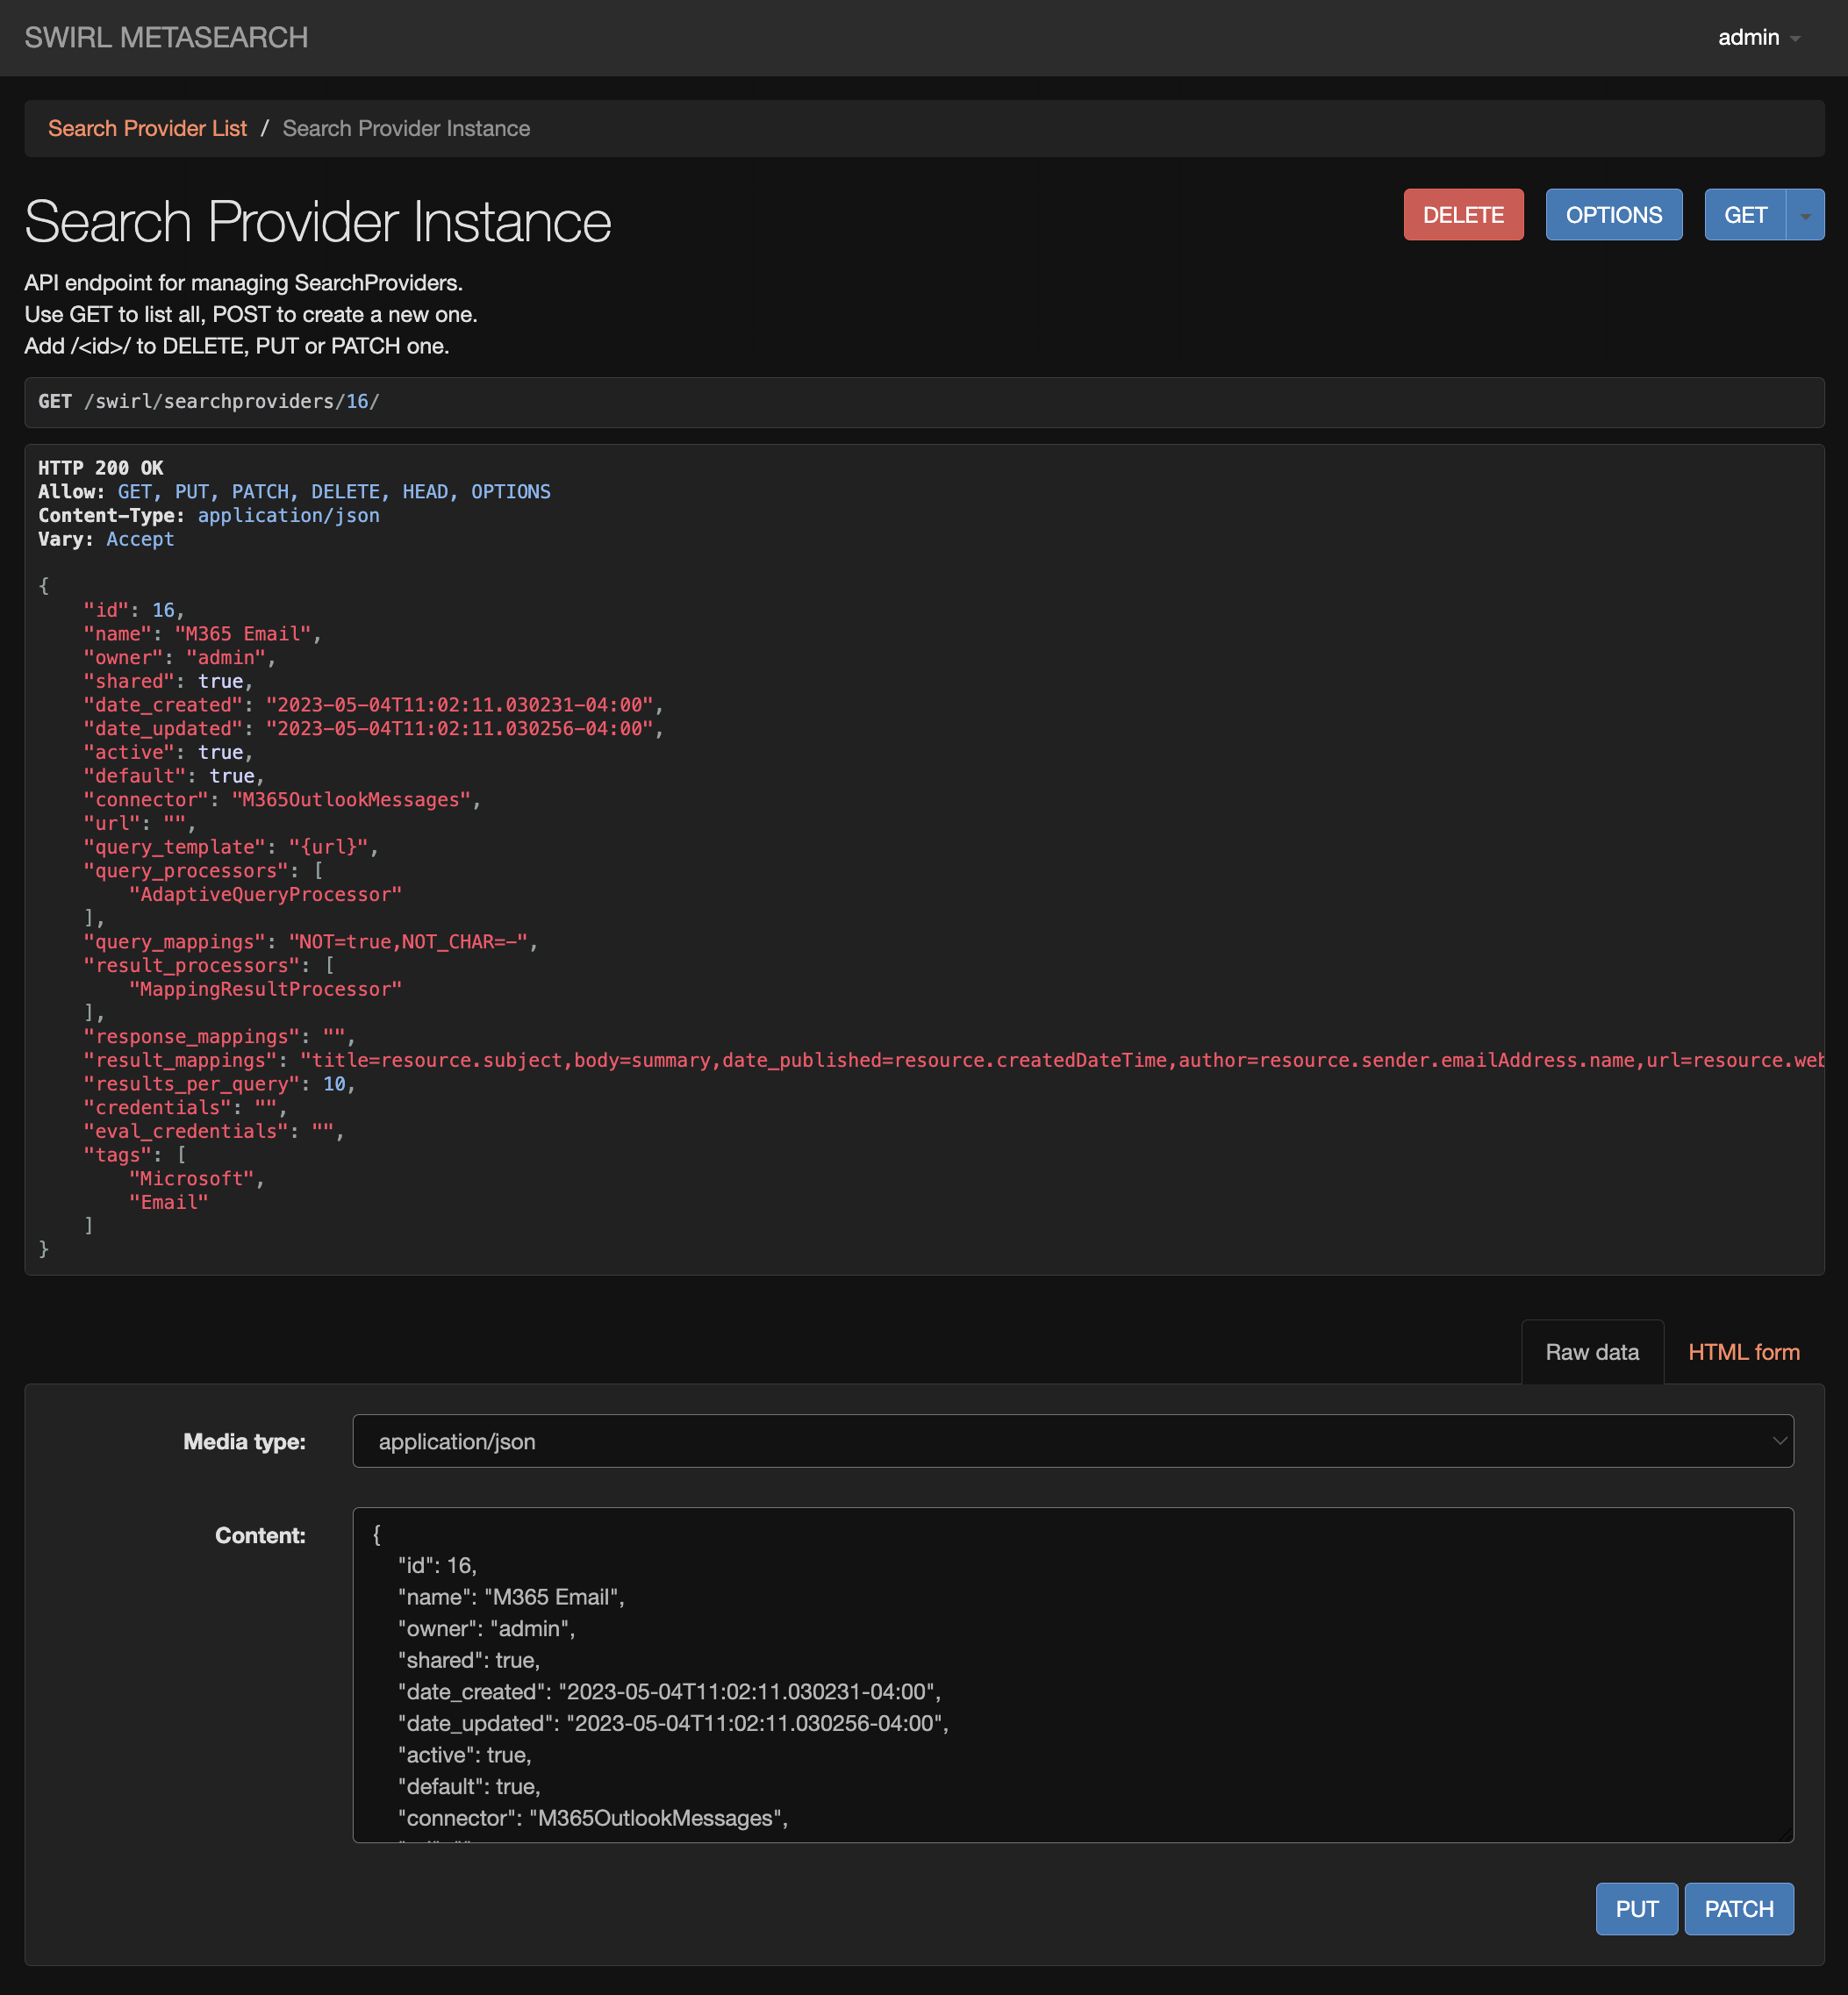 SWIRL METASEARCH
admin
Search Provider List / Search Provider Instance
Search Provider Instance
DELETE
OPTIONS
GET
API endpoint for managing SearchProviders.
Use GET to list all, POST to create a new one.
Add /<id>/ to DELETE, PUT or PATCH one.
GET /swirl/searchproviders/16/
HTTP 200 OK
Allow: GET, PUT, PATCH, DELETE, HEAD, OPTIONS
Content-Type: application/json
Vary: Accept
{
    "id": 16,
    "name": "M365 Email",
    "owner": "admin",
    "shared": true,
    "date_created": "2023-05-04T11:02:11.030231-04:00",
    "date_updated": "2023-05-04T11:02:11.030256-04:00",
    "active": true,
    "default": true,
    "connector": "M365OutlookMessages",
    "url": "",
    "query_template": "{url}",
    "query_processors": [
        "AdaptiveQueryProcessor"
    ],
    "query_mappings": "NOT=true,NOT_CHAR=-",
    "result_processors": [
        "MappingResultProcessor"
    ],
    "response_mappings": "",
    "result_mappings": "title=resource.subject,body=summary,date_published=resource.createdDateTime,author=resource.sender.emailAddress.name,url=resource.web
    "results_per_query": 10,
    "credentials": "",
    "eval_credentials": "",
    "tags": [
        "Microsoft",
        "Email"
    ]
}
Raw data
HTML form
Media type:
application/json
Content:
{
    "id": 16,
    "name": "M365 Email",
    "owner": "admin",
    "shared": true,
    "date_created": "2023-05-04T11:02:11.030231-04:00",
    "date_updated": "2023-05-04T11:02:11.030256-04:00",
    "active": true,
    "default": true,
    "connector": "M365OutlookMessages",
PUT
PATCH